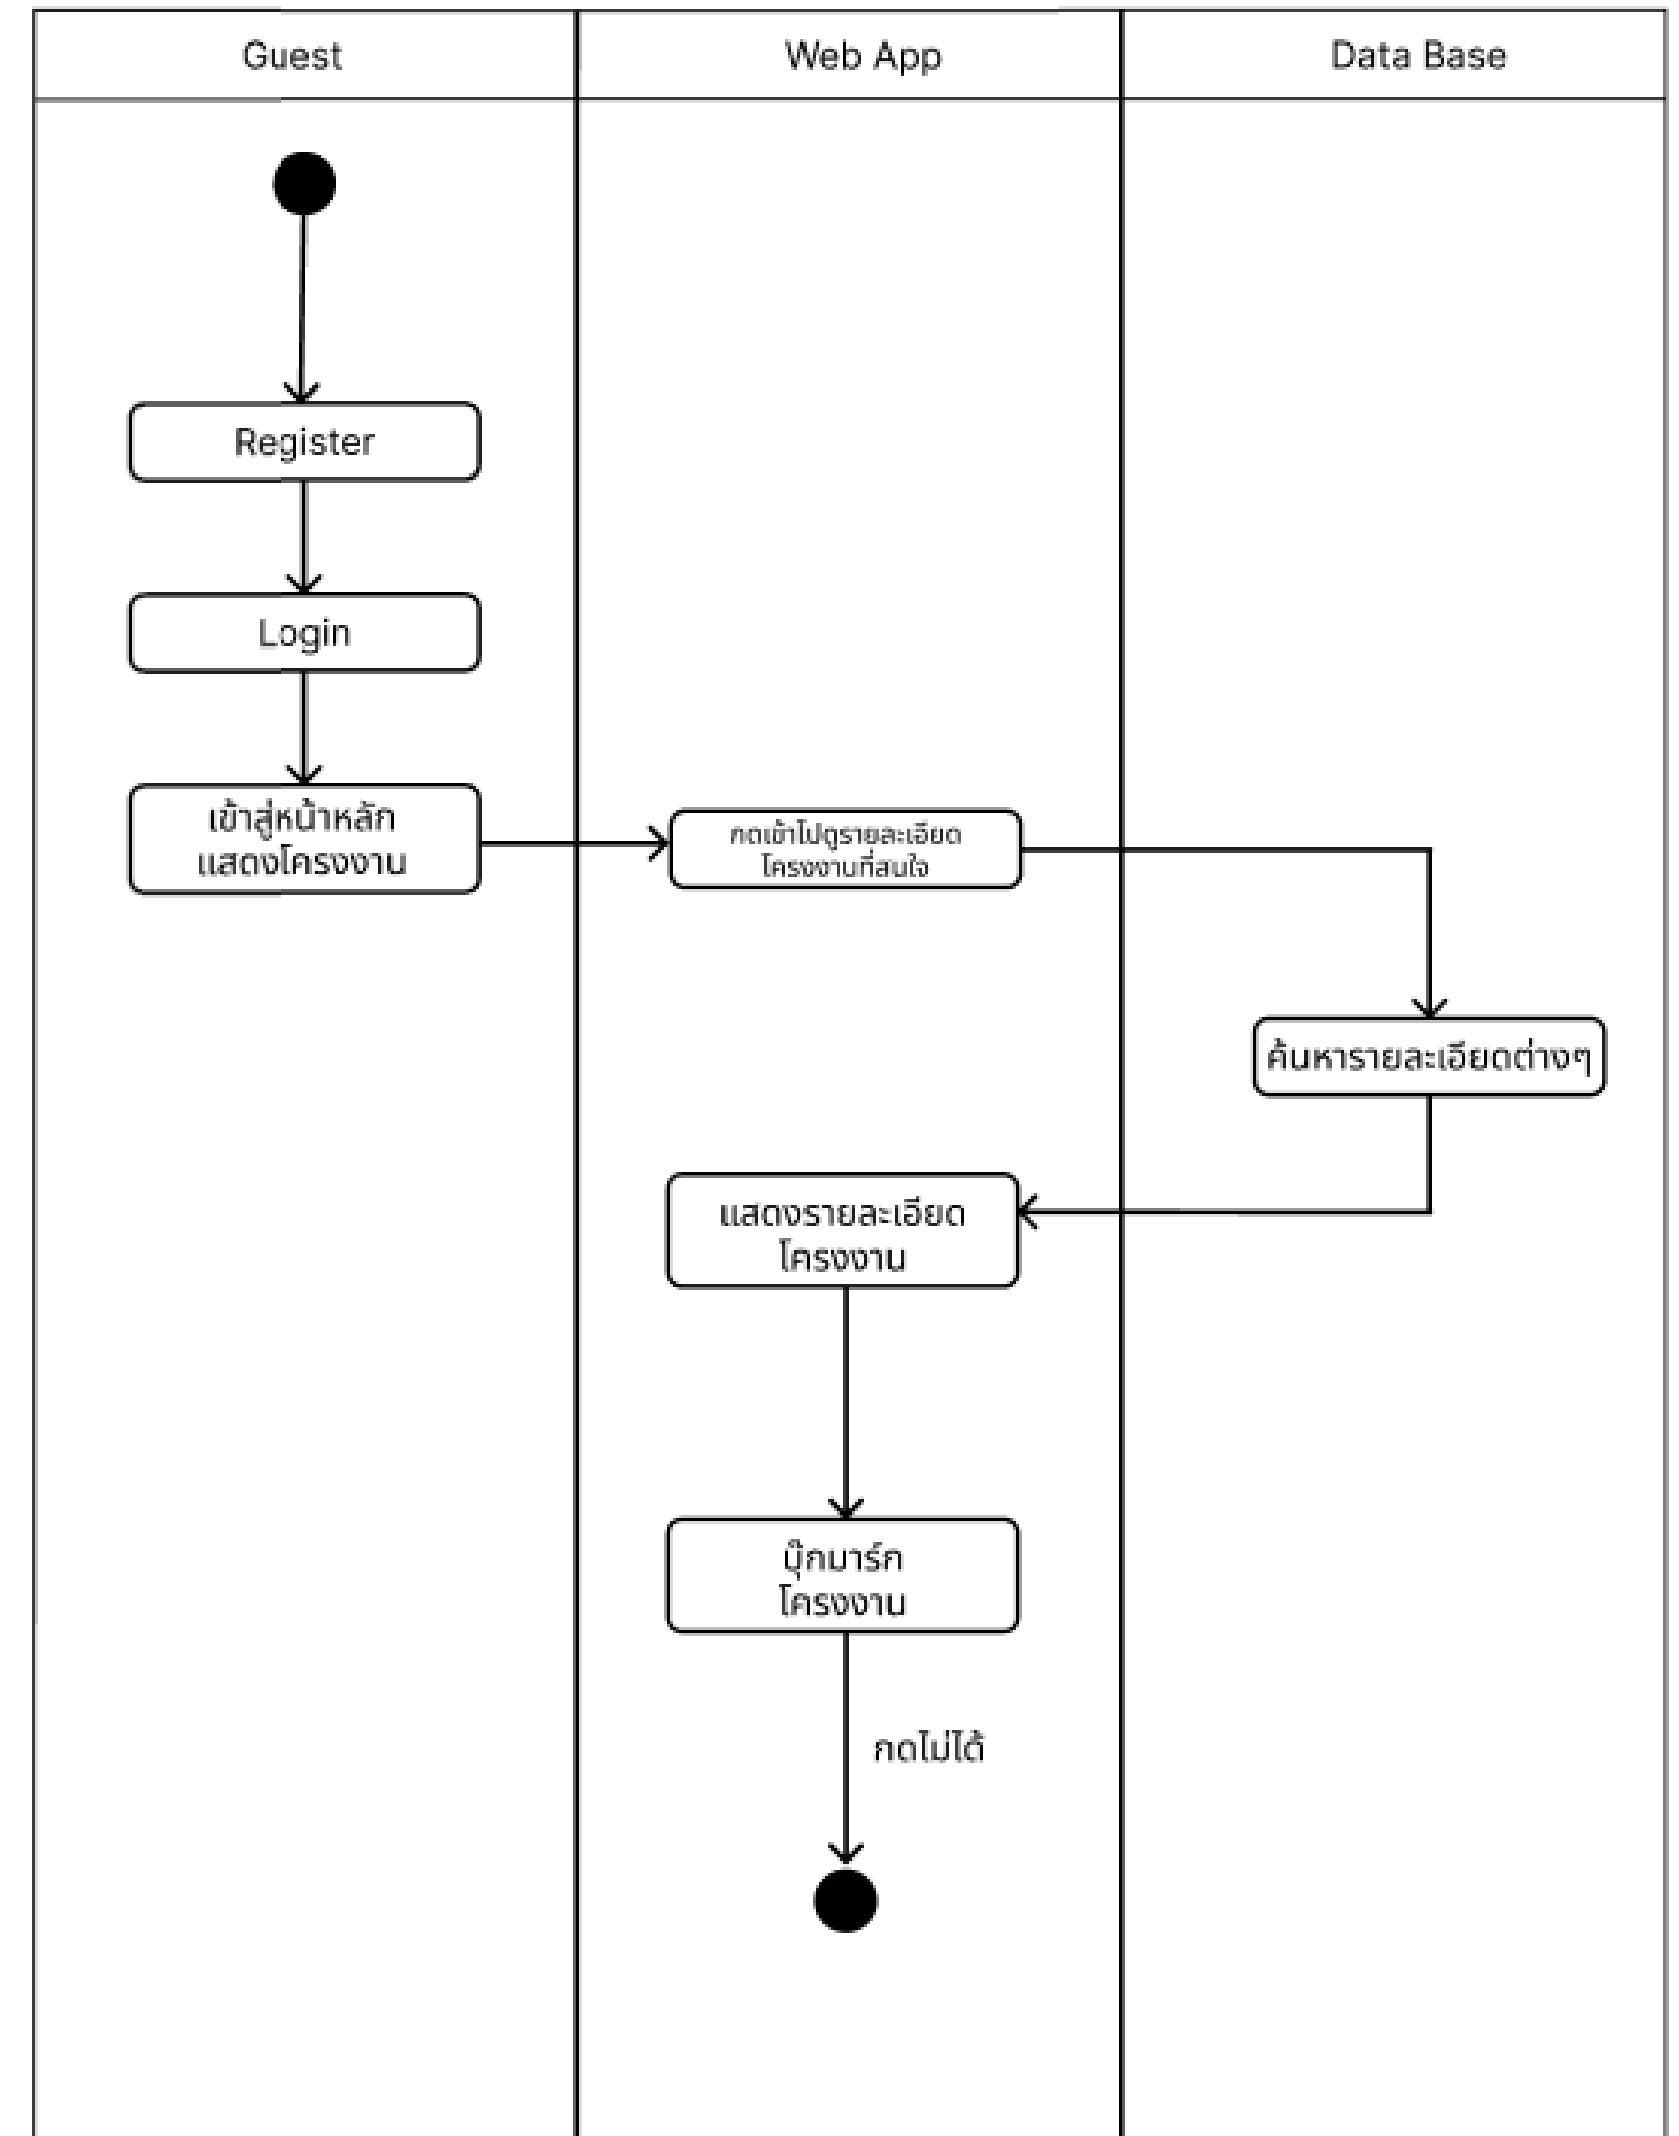 Guest
Web App
Data Base
Register
Login
เข้าสู่หน้าหลัก
แสดงโครงงาน
กดเข้าไปดูรายละเอียด
โครงงานที่สนใจ
ค้นหารายละเอียดต่างๆ
แสดงรายละเอียด
โครงงาน
บุ๊กมาร์ก
โครงงาน
กดไม่ได้